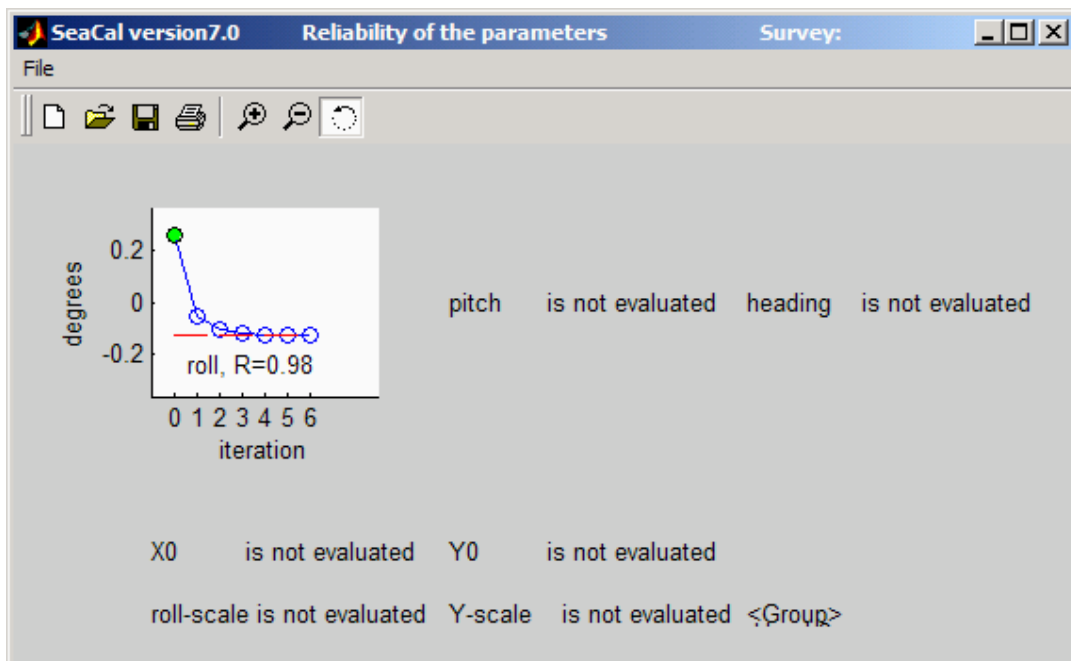 SeaCal version7.0 Reliability of the parameters Survey:
File
0.2
0
-0.2
degrees
roll, R=0.98
0 1 2 3 4 5 6
iteration
pitch is not evaluated heading is not evaluated
X0 is not evaluated Y0 is not evaluated
roll-scale is not evaluated Y-scale is not evaluated <Group>